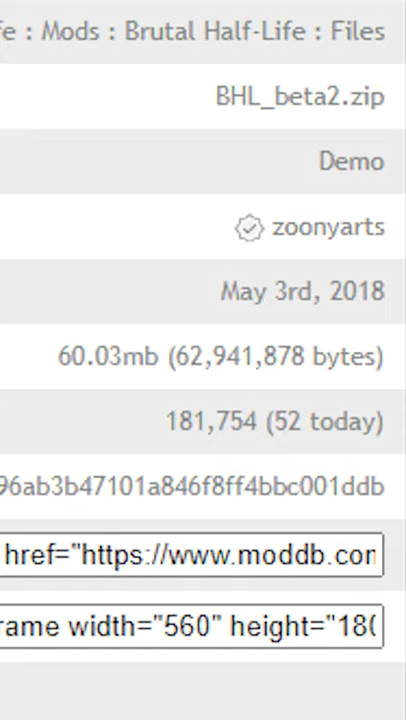 fe : Mods : Brutal Half-Life : Files
BHL_beta2.zip
Demo
zoonyarts
May 3rd, 2018
60.03mb (62,941,878 bytes)
181,754 (52 today)
96ab3b47101a846f8ff4bbc001ddb
href="https://www.moddb.con
rame width="560" height="180